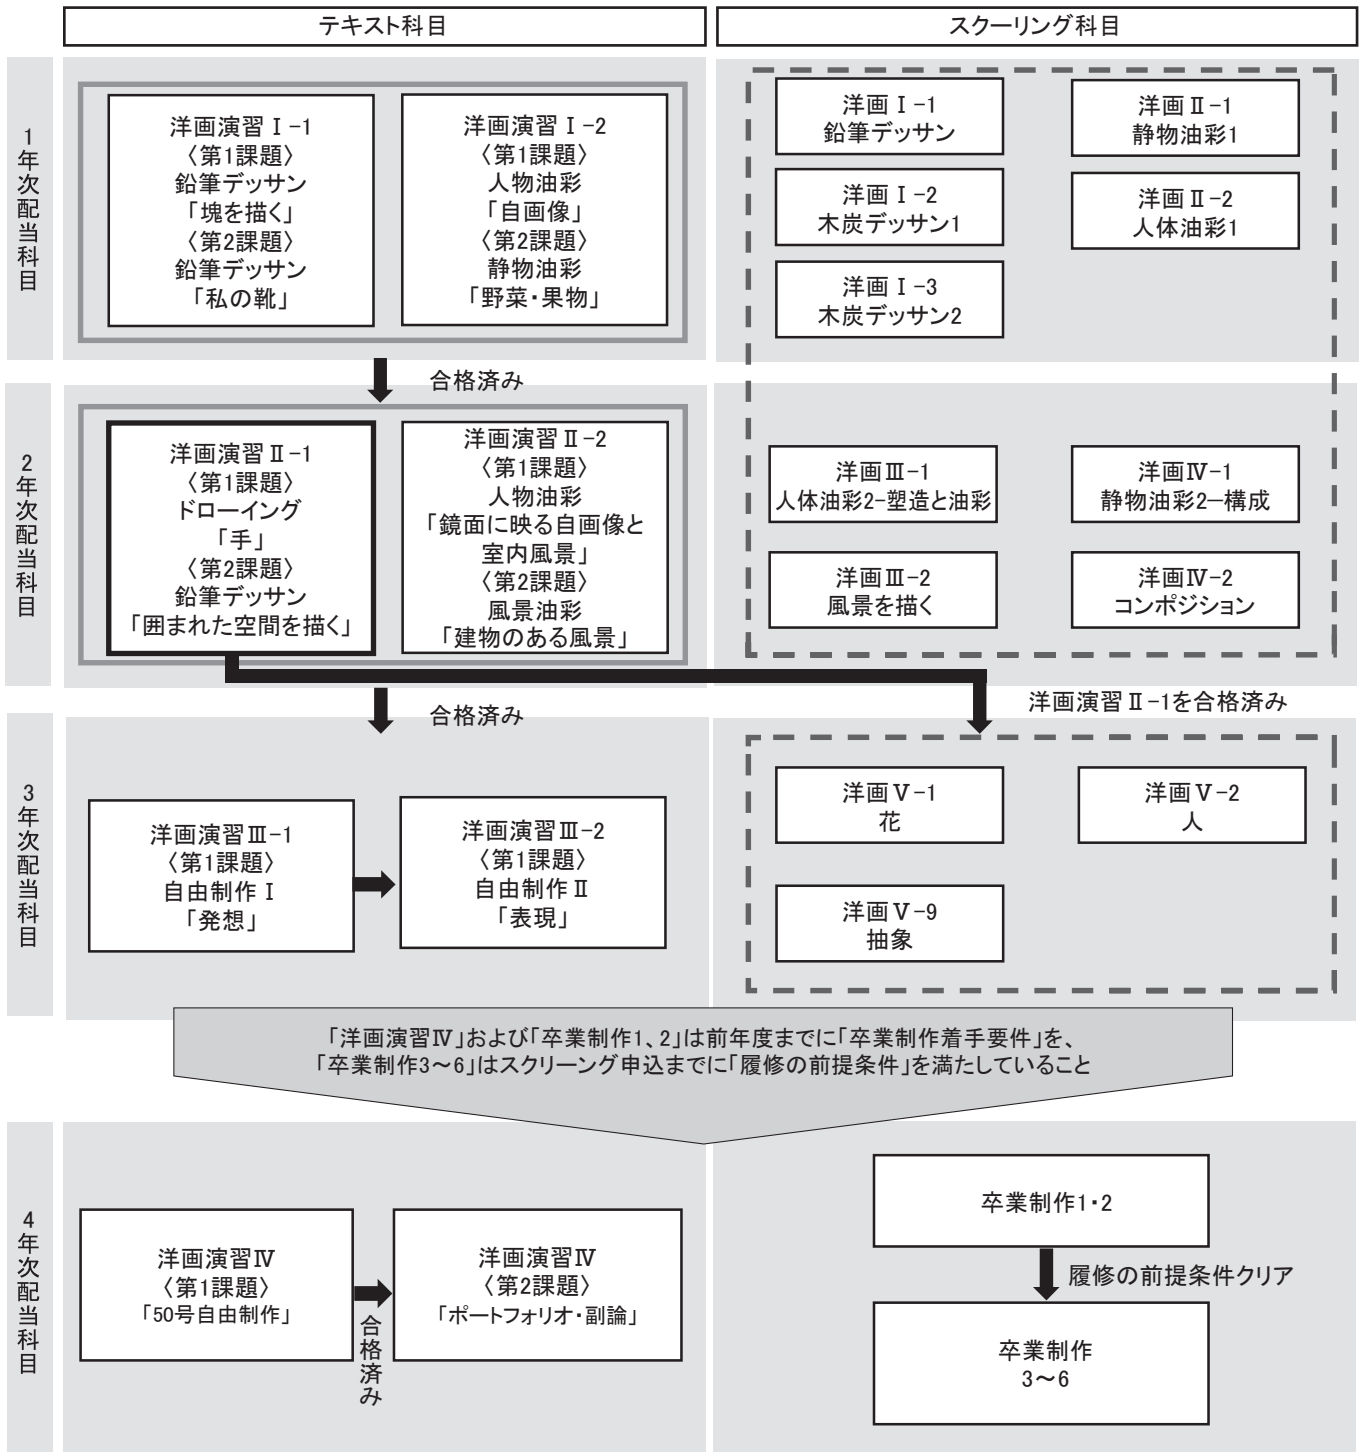 テキスト科目
スクーリング科目
1年次配当科目
洋画演習Ⅰ-1
〈第1課題〉
鉛筆デッサン
「塊を描く」
〈第2課題〉
鉛筆デッサン
「私の靴」
洋画演習Ⅰ-2
〈第1課題〉
人物油彩
「自画像」
〈第2課題〉
静物油彩
「野菜・果物」
洋画Ⅰ-1
鉛筆デッサン
洋画Ⅱ-1
静物油彩1
洋画Ⅰ-2
木炭デッサン1
洋画Ⅱ-2
人体油彩1
洋画Ⅰ-3
木炭デッサン2
合格済み
2年次配当科目
洋画演習Ⅱ-1
〈第1課題〉
ドローイング
「手」
〈第2課題〉
鉛筆デッサン
「囲まれた空間を描く」
洋画演習Ⅱ-2
〈第1課題〉
人物油彩
「鏡面に映る自画像と
室内風景」
〈第2課題〉
風景油彩
「建物のある風景」
洋画Ⅲ-1
人体油彩2-塑造と油彩
洋画Ⅳ-1
静物油彩2—構成
洋画Ⅲ-2
風景を描く
洋画Ⅳ-2
コンポジション
合格済み
洋画演習Ⅱ-1を合格済み
3年次配当科目
洋画演習Ⅲ-1
〈第1課題〉
自由制作Ⅰ
「発想」
洋画演習Ⅲ-2
〈第1課題〉
自由制作Ⅱ
「表現」
洋画Ⅴ-1
花
洋画Ⅴ-2
人
洋画Ⅴ-9
抽象
「洋画演習Ⅳ」および「卒業制作1、2」は前年度までに「卒業制作着手要件」を、
「卒業制作3～6」はスクリーング申込までに「履修の前提条件」を満たしていること
4年次配当科目
洋画演習Ⅳ
〈第1課題〉
「50号自由制作」
合格済み
洋画演習Ⅳ
〈第2課題〉
「ポートフォリオ・副論」
卒業制作1・2
履修の前提条件クリア
卒業制作
3～6